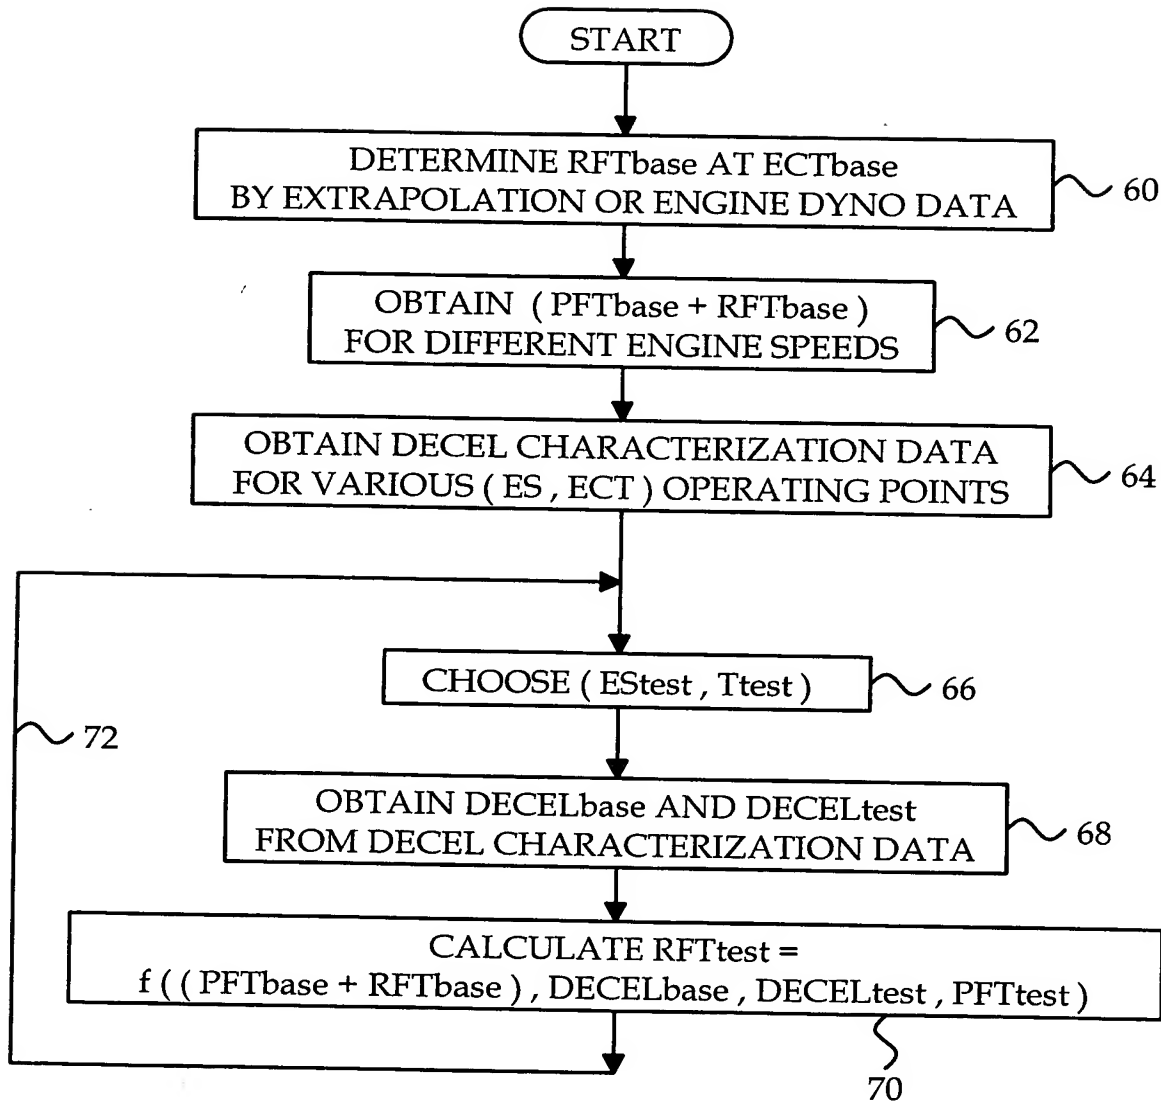 START
DETERMINE RFTbase AT ECTbase
BY EXTRAPOLATION OR ENGINE DYNO DATA
60
OBTAIN ( PFTbase + RFTbase )
FOR DIFFERENT ENGINE SPEEDS
62
OBTAIN DECEL CHARACTERIZATION DATA
FOR VARIOUS ( ES , ECT ) OPERATING POINTS
64
CHOOSE ( EStest , Ttest )
66
72
OBTAIN DECELbase AND DECELtest
FROM DECEL CHARACTERIZATION DATA
68
CALCULATE RFTtest =
f ( ( PFTbase + RFTbase ) , DECELbase , DECELtest , PFTtest )
70